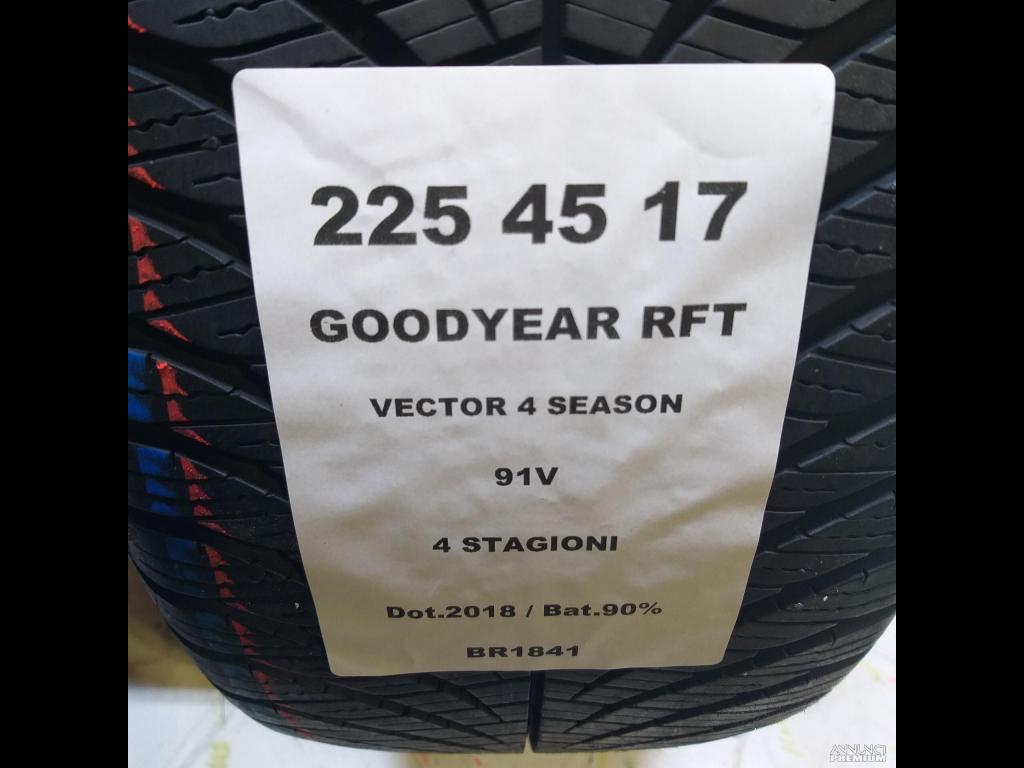 225 45 17
GOODYEAR RFT
VECTOR 4 SEASON
91V
4 STAGIONI
Dot.2018 / Bat.90%
BR1841
ANNUNCI
PREMIUM